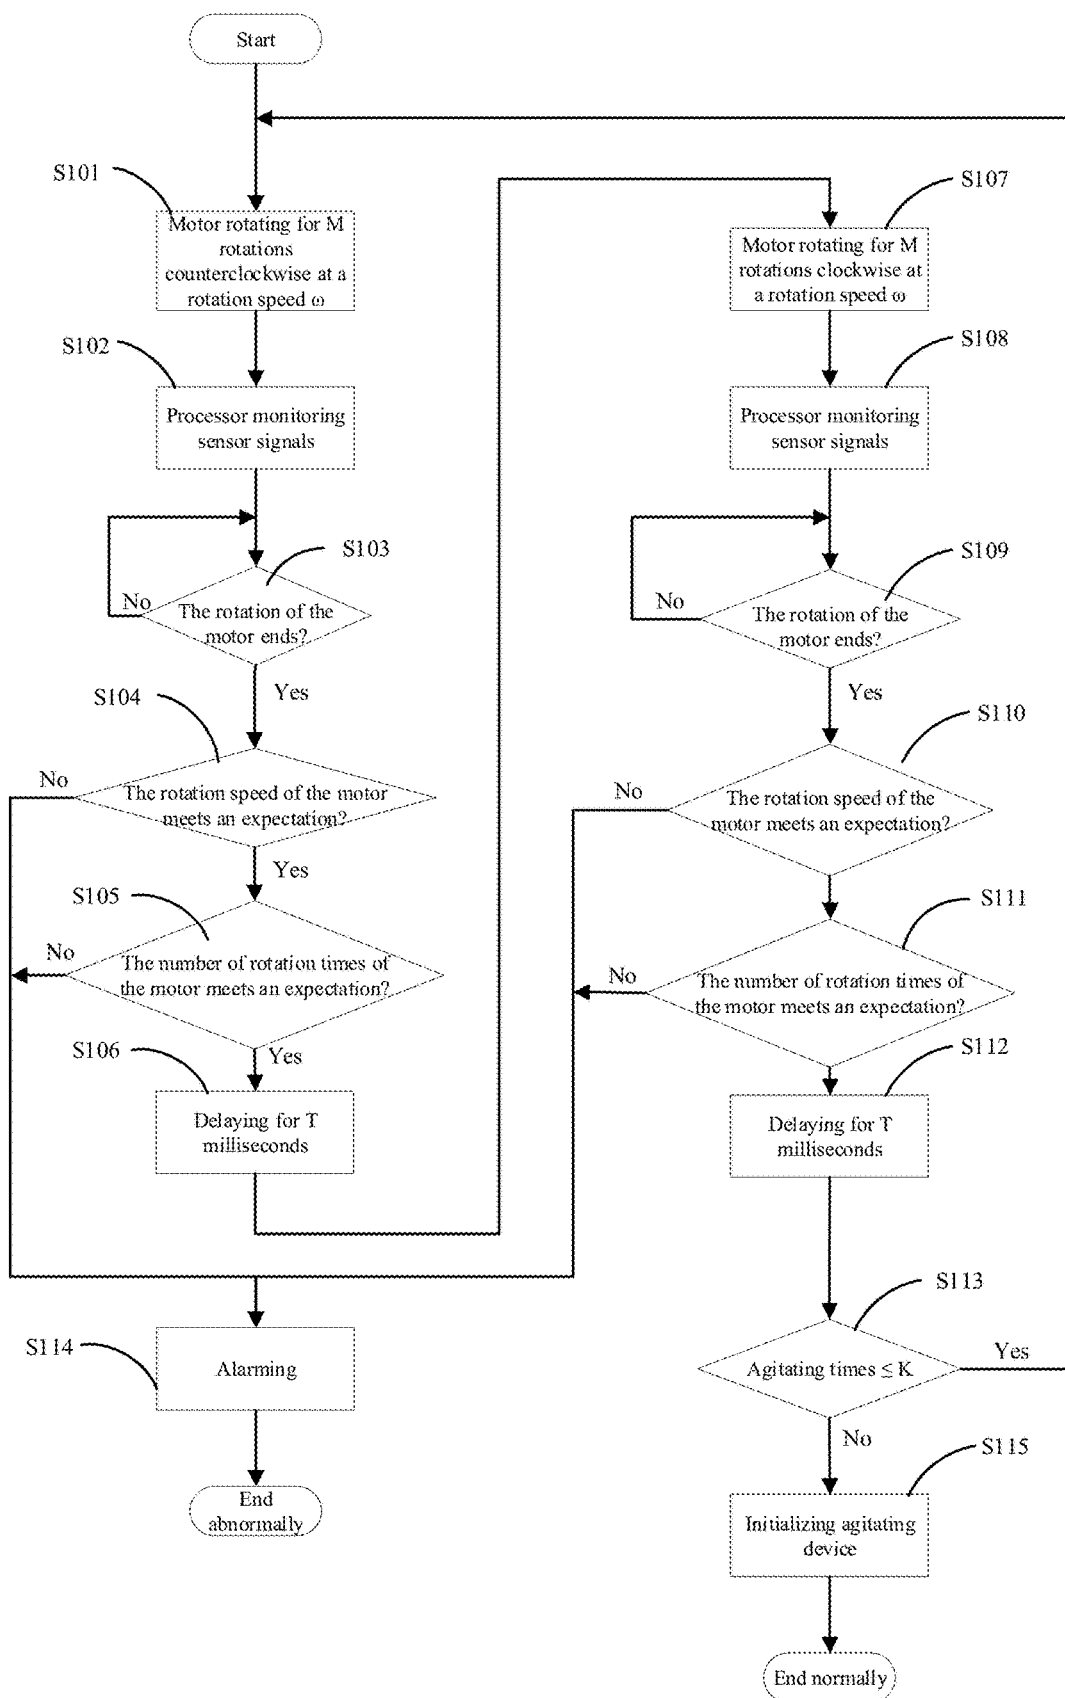 Start
S101
Motor rotating for M
rotations
counterclockwise at a
rotation speed ω
S102
Processor monitoring
sensor signals
S103
No
The rotation of the
motor ends?
Yes
S104
No
The rotation speed of the motor
meets an expectation?
Yes
S105
No
The number of rotation times of
the motor meets an expectation?
S106
Yes
Delaying for T
milliseconds
S114
Alarming
End
abnormally
S107
Motor rotating for M
rotations clockwise at
a rotation speed ω
S108
Processor monitoring
sensor signals
S109
No
The rotation of the
motor ends?
Yes
S110
No
The rotation speed of the
motor meets an expectation?
S111
No
The number of rotation times of
the motor meets an expectation?
S112
Delaying for T
milliseconds
S113
Agitating times ≤ K
Yes
No
S115
Initializing agitating
device
End normally